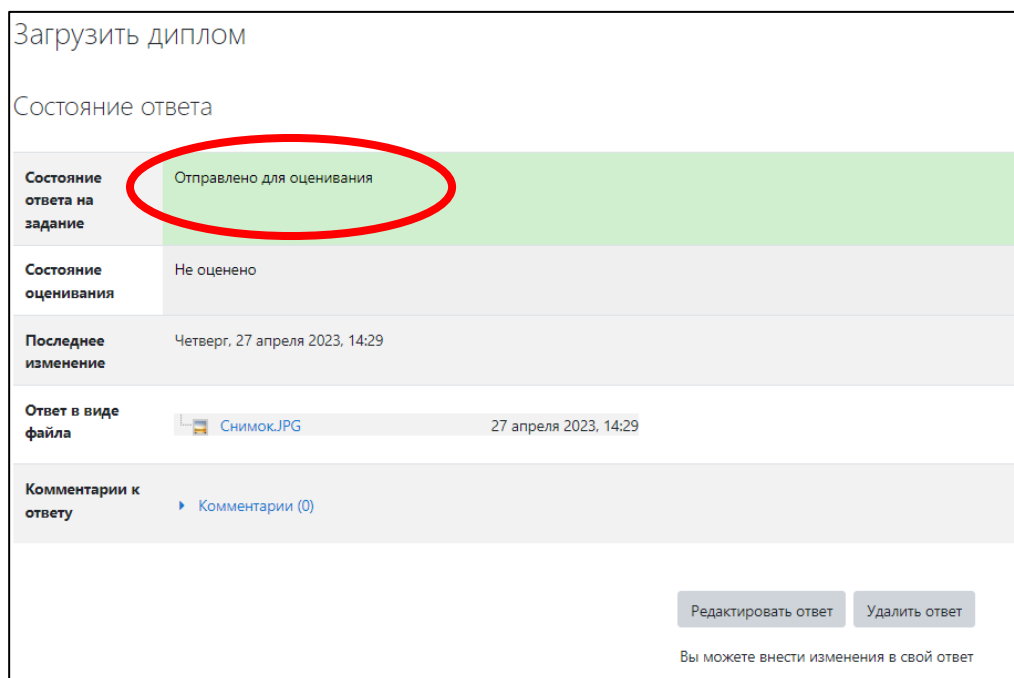 Загрузить диплом
Состояние ответа
Состояние
ответа на
задание
Отправлено для оценивания
Состояние
оценивания
Не оценено
Последнее
изменение
Четверг, 27 апреля 2023, 14:29
Ответ в виде
файла
Снимок.JPG 27 апреля 2023, 14:29
Комментарии к
ответу
Комментарии (0)
Редактировать ответ Удалить ответ
Вы можете внести изменения в свой ответ